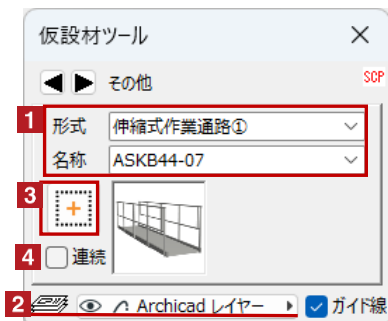 仮設材ツール
その他
SCP
1
形式 伸縮式作業通路①
名称 ASKB44-07
3
4 連続
2 Archicad レイヤー ガイド線